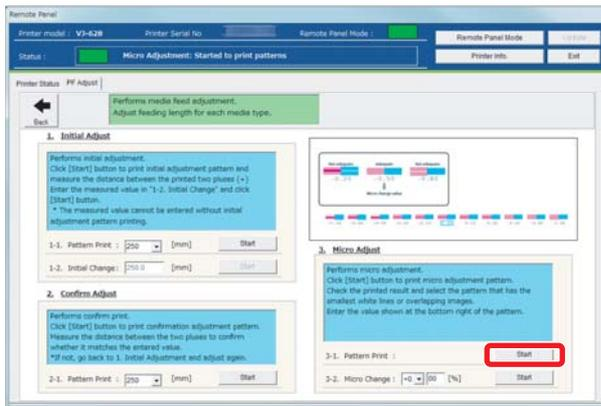 Remote Panel
Printer model : VJ-628 Printer Serial No Remote Panel Mode : Remote Panel Mode Update
Status : Micro Adjustment: Started to print patterns Printer Info. Exit
Printer Status PF Adjust
Back
Performs media feed adjustment.
Adjust feeding length for each media type.
1. Initial Adjust
Performs initial adjustment.
Click [Start] button to print initial adjustment pattern and
measure the distance between the printed two pluses (+)
Enter the measured value in "1-2. Initial Change" and click
[Start] button.
* The measured value cannot be entered without initial
adjustment pattern printing.
1-1. Pattern Print : 250 [mm] Start
1-2. Initial Change: 250.0 [mm] Start
2. Confirm Adjust
Performs confirm print.
Click [Start] button to print confirmation adjustment pattern.
Measure the distance between the two pluses to confirm
whether it matches the entered value.
*If not, go back to 1. Initial Adjustment and adjust again.
2-1. Pattern Print : 250 [mm] Start
Not adequate Adequate Not adequate
Micro change value
3. Micro Adjust
Performs micro adjustment.
Click [Start] button to print micro adjustment pattern.
Check the printed result and select the pattern that has the
smallest white lines or overlapping images.
Enter the value shown at the bottom right of the pattern.
3-1. Pattern Print : Start
3-2. Micro Change : +0 00 [%] Start